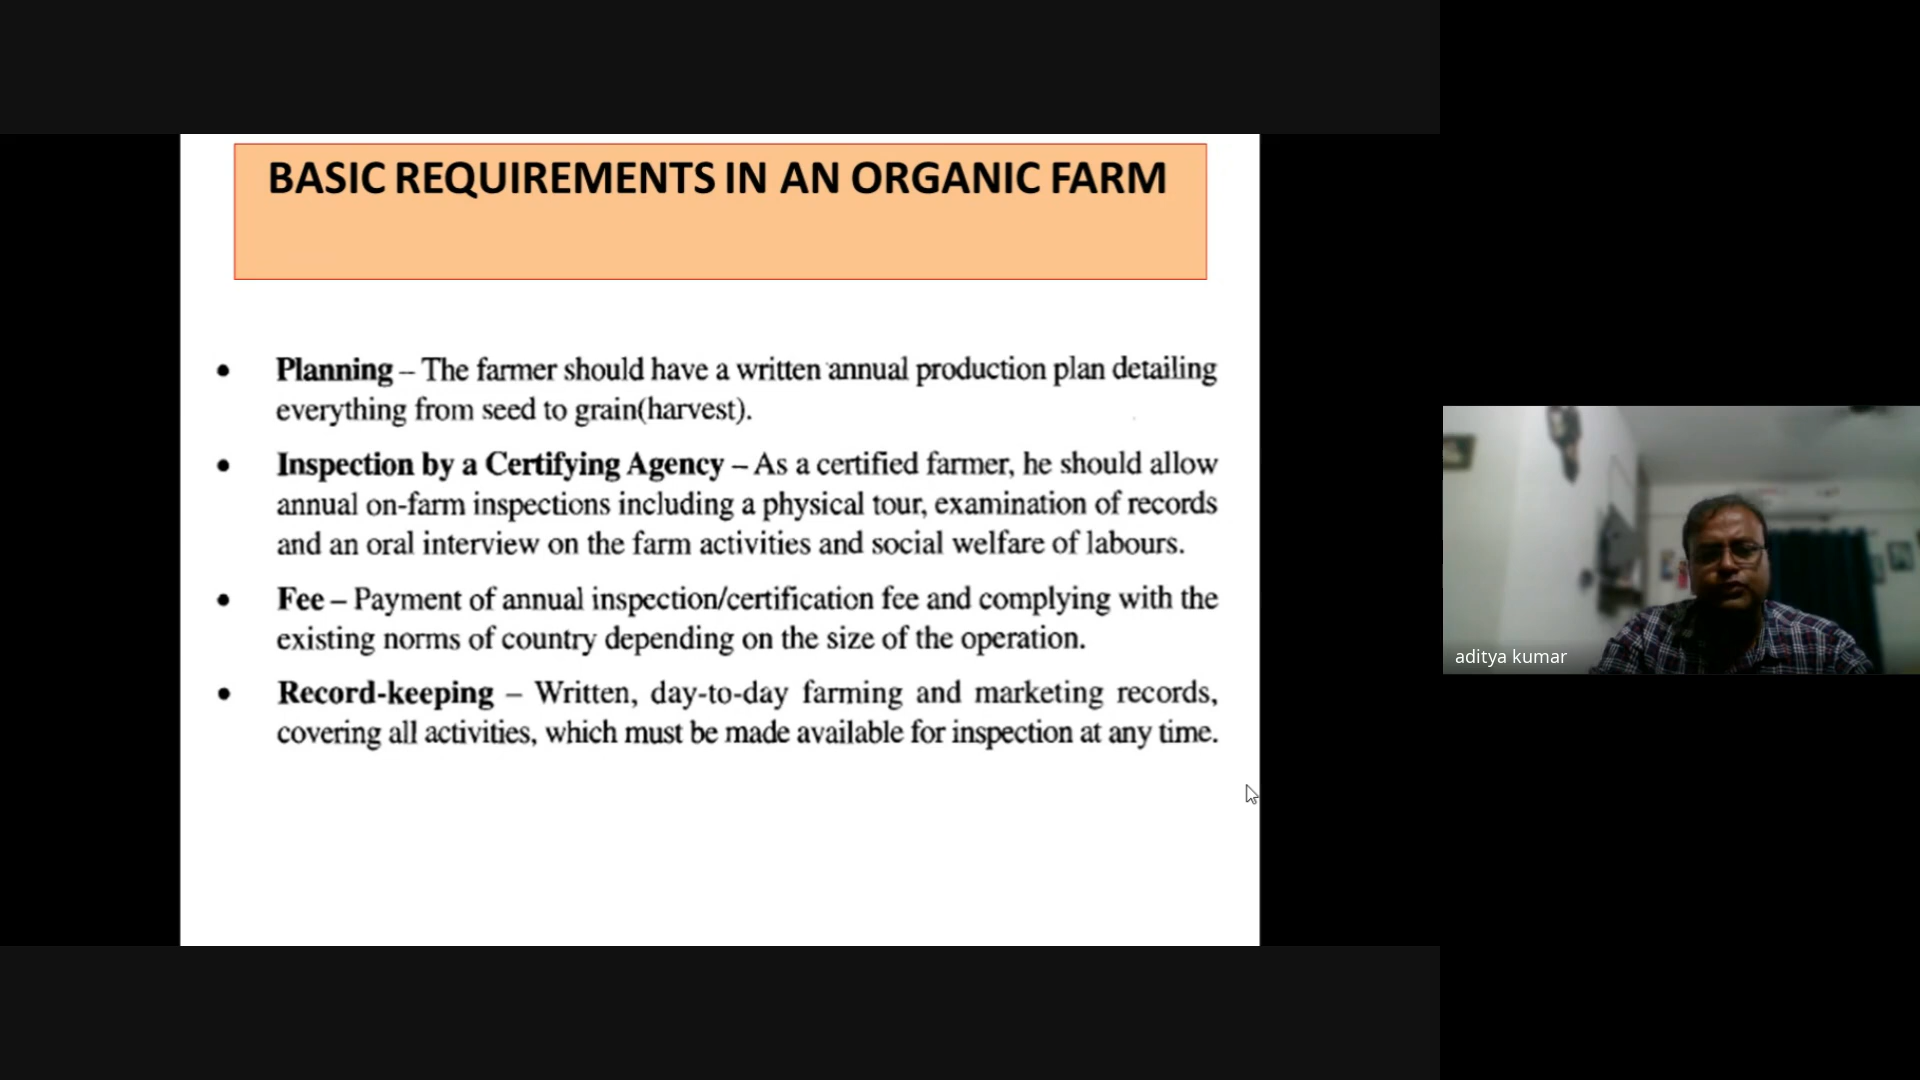 BASIC REQUIREMENTS IN AN ORGANIC FARM
• Planning – The farmer should have a written annual production plan detailing
everything from seed to grain(harvest).
• Inspection by a Certifying Agency – As a certified farmer, he should allow
annual on-farm inspections including a physical tour, examination of records
and an oral interview on the farm activities and social welfare of labours.
• Fee – Payment of annual inspection/certification fee and complying with the
existing norms of country depending on the size of the operation.
• Record-keeping – Written, day-to-day farming and marketing records,
covering all activities, which must be made available for inspection at any time.
aditya kumar